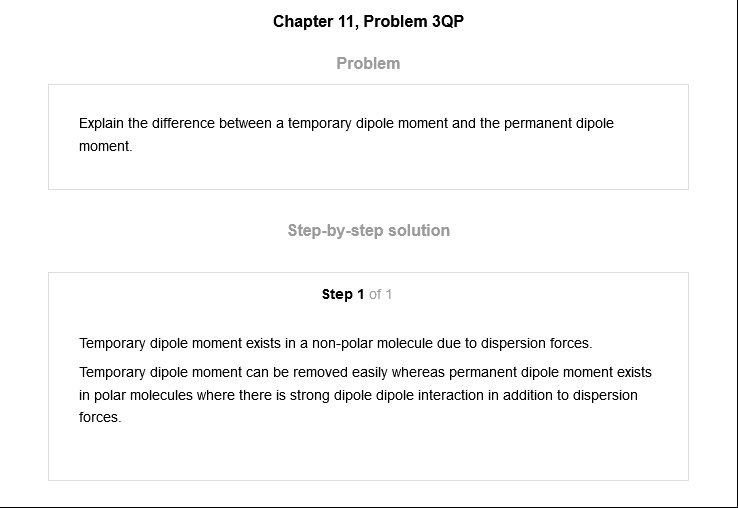 Chapter 11, Problem 3QP
Problem
Explain the difference between a temporary dipole moment and the permanent dipole
moment.
Step-by-step solution
Step 1 of 1
Temporary dipole moment exists in a non-polar molecule due to dispersion forces.
Temporary dipole moment can be removed easily whereas permanent dipole moment exists
in polar molecules where there is strong dipole dipole interaction in addition to dispersion
forces.